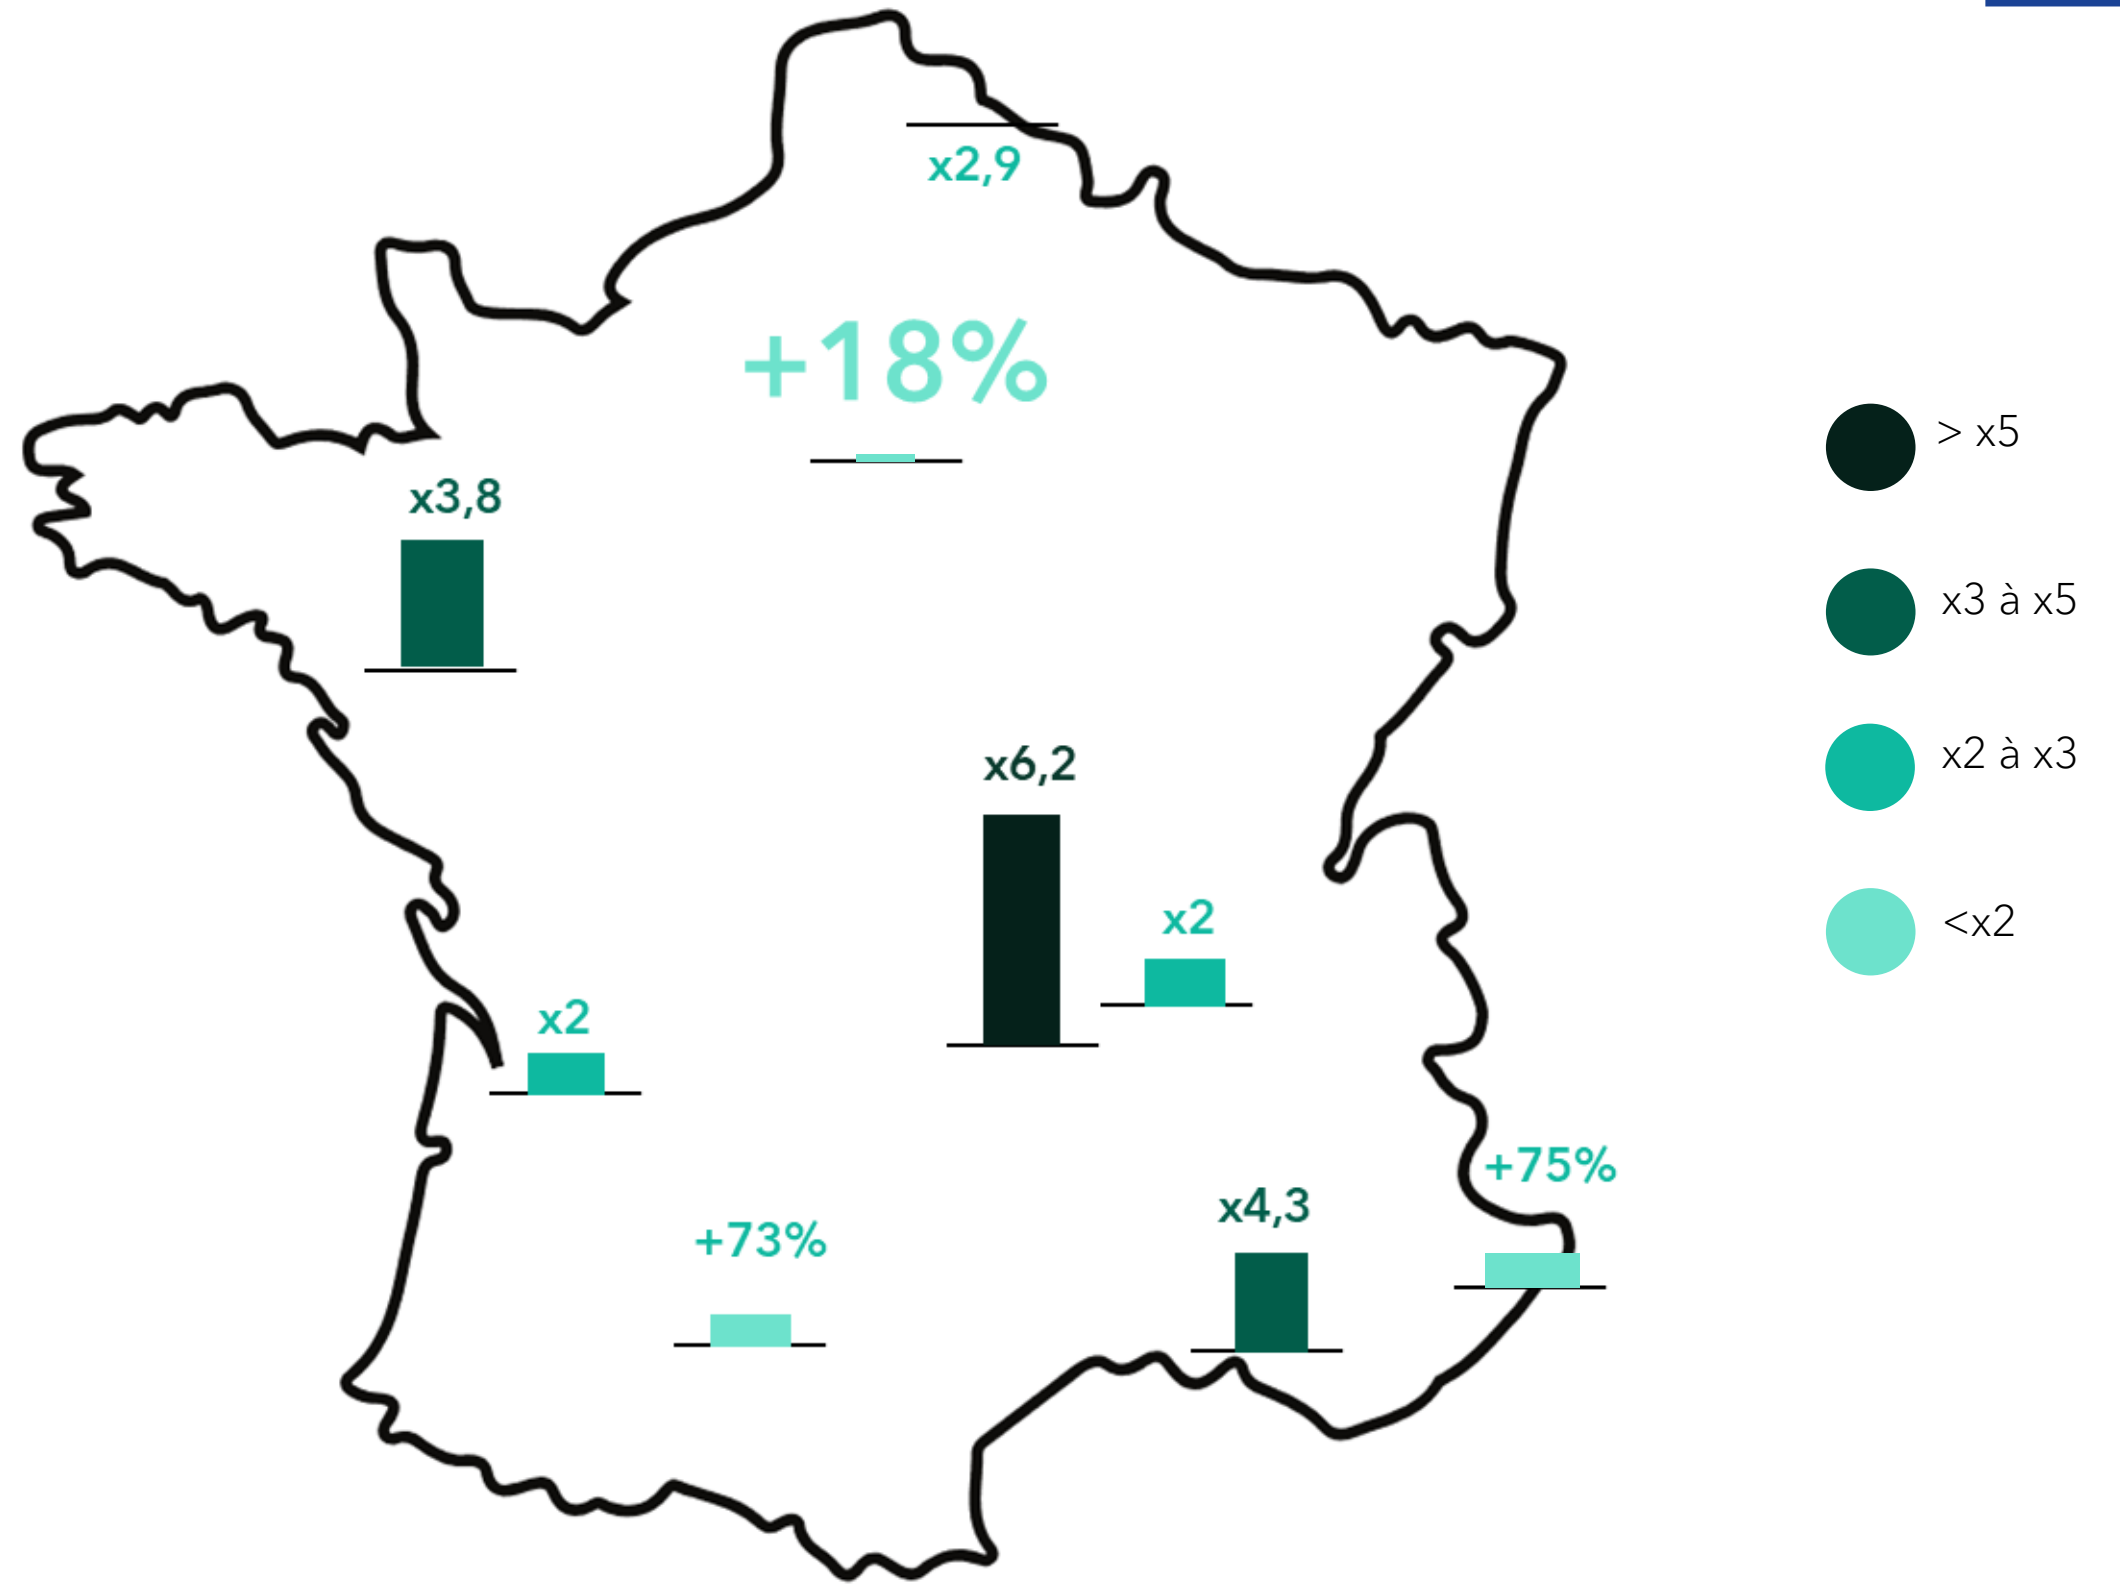 x2,9
+18%
x3,8
x6,2
x2
x2
+75%
x4,3
+73%
> x5
x3 à x5
x2 à x3
<x2